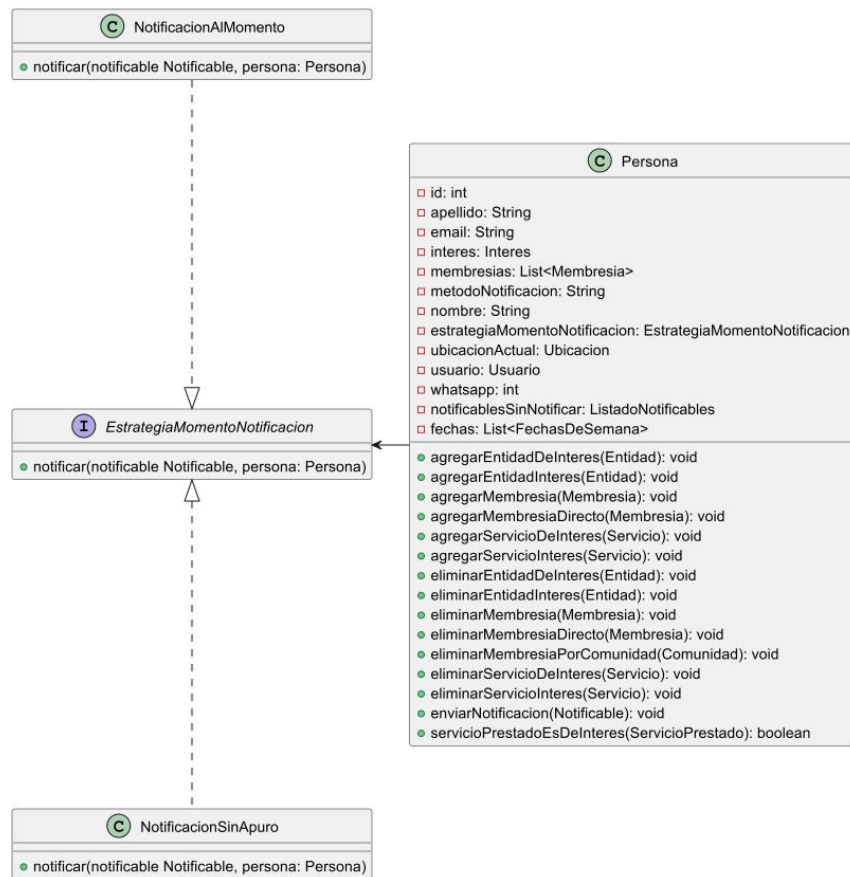 C NotificacionAlMomento
notificar(notificable Notificable, persona: Persona)
C Persona
id: int
apellido: String
email: String
interes: Interes
membresias: List<Membresia>
metodoNotificacion: String
nombre: String
estrategiaMomentoNotificacion: EstrategiaMomentoNotificacion
ubicacionActual: Ubicacion
usuario: Usuario
whatsapp: int
notificablesSinNotificar: ListadoNotificables
fechas: List<FechasDeSemana>
agregarEntidadDeInteres(Entidad): void
agregarEntidadInteres(Entidad): void
agregarMembresia(Membresia): void
agregarMembresiaDirecto(Membresia): void
agregarServicioDeInteres(Servicio): void
agregarServicioInteres(Servicio): void
eliminarEntidadDeInteres(Entidad): void
eliminarEntidadInteres(Entidad): void
eliminarMembresia(Membresia): void
eliminarMembresiaDirecto(Membresia): void
eliminarMembresiaPorComunidad(Comunidad): void
eliminarServicioDeInteres(Servicio): void
eliminarServicioInteres(Servicio): void
enviarNotificacion(Notificable): void
servicioPrestadoEsDeInteres(ServicioPrestado): boolean
I EstrategiaMomentoNotificacion
notificar(notificable Notificable, persona: Persona)
C NotificacionSinApuro
notificar(notificable Notificable, persona: Persona)